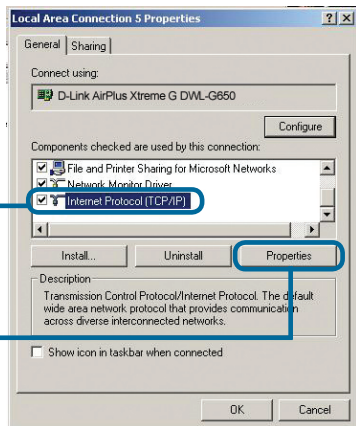 Local Area Connection 5 Properties
General Sharing
Connect using:
D-Link AirPlus Xtreme G DWL-G650
Configure
Components checked are used by this connection:
File and Printer Sharing for Microsoft Networks
Network Monitor Driver
Internet Protocol (TCP/IP)
Install... Uninstall Properties
Description
Transmission Control Protocol/Internet Protocol. The default
wide area network protocol that provides communication
across diverse interconnected networks.
Show icon in taskbar when connected
OK Cancel